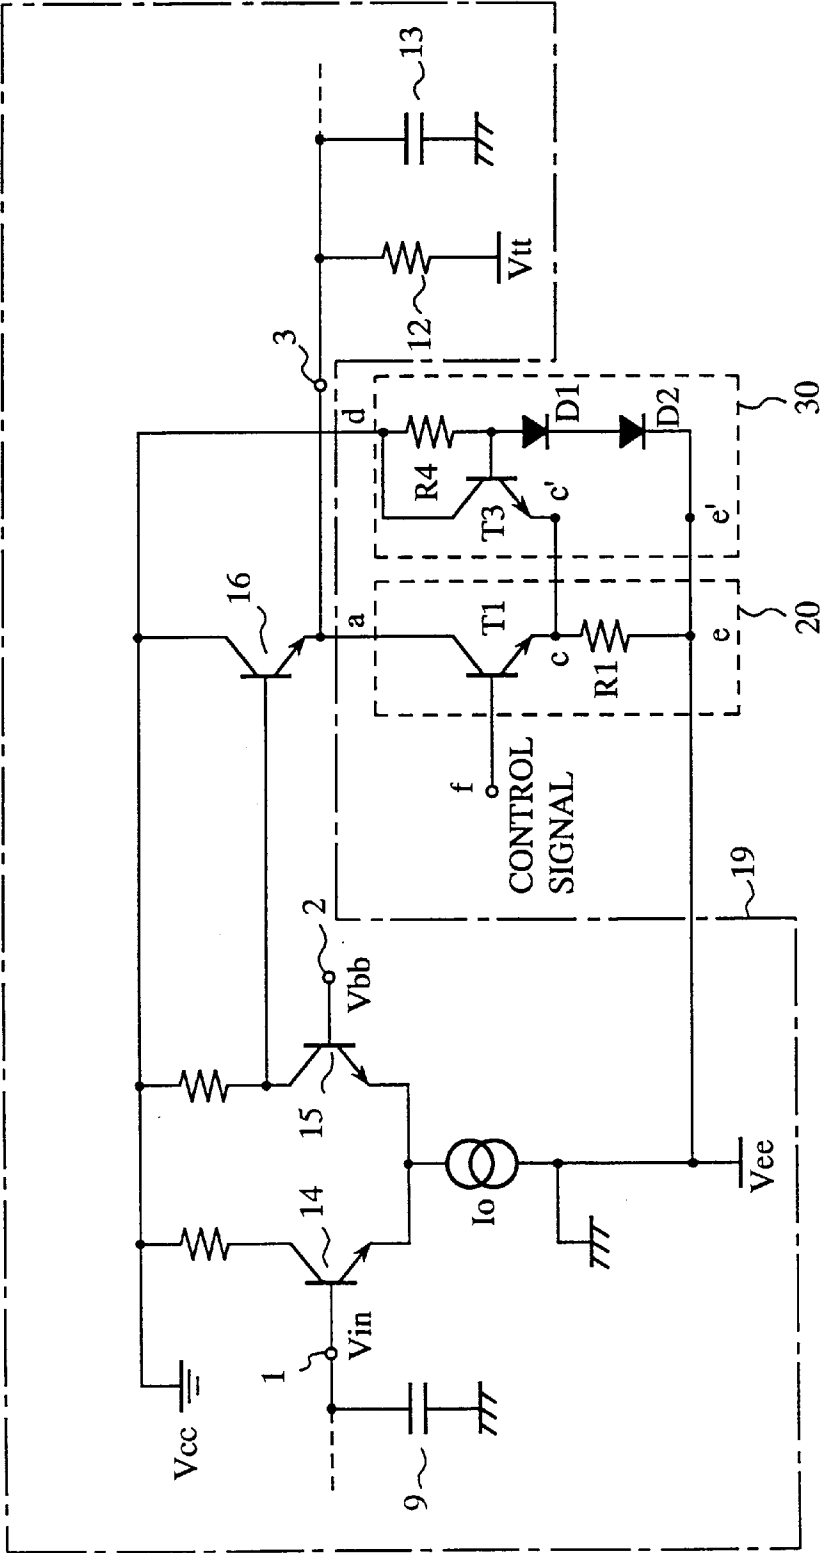 Vcc
1
Vin
9
14
15
Io
Vee
2
Vbb
16
3
12
Vtt
13
19
f
CONTROL
SIGNAL
a
T1
c
R1
e
20
d
R4
T3
c'
D1
D2
e'
30